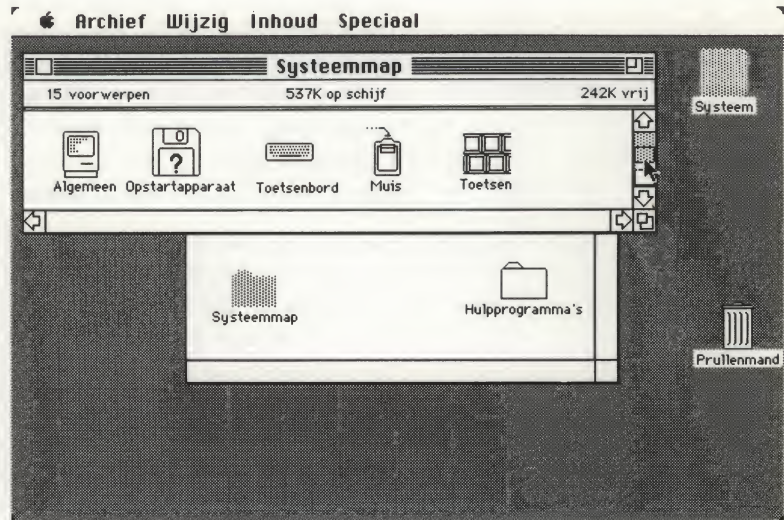 Archief Wijzig Inhoud Speciaal
Systeemmap
15 voorwerpen 537K op schijf 242K vrij
Systeem
Algemeen Opstartapparaat Toetsenbord Muis Toetsen
Systeemmap Hulpprogramma's
Prullenmand